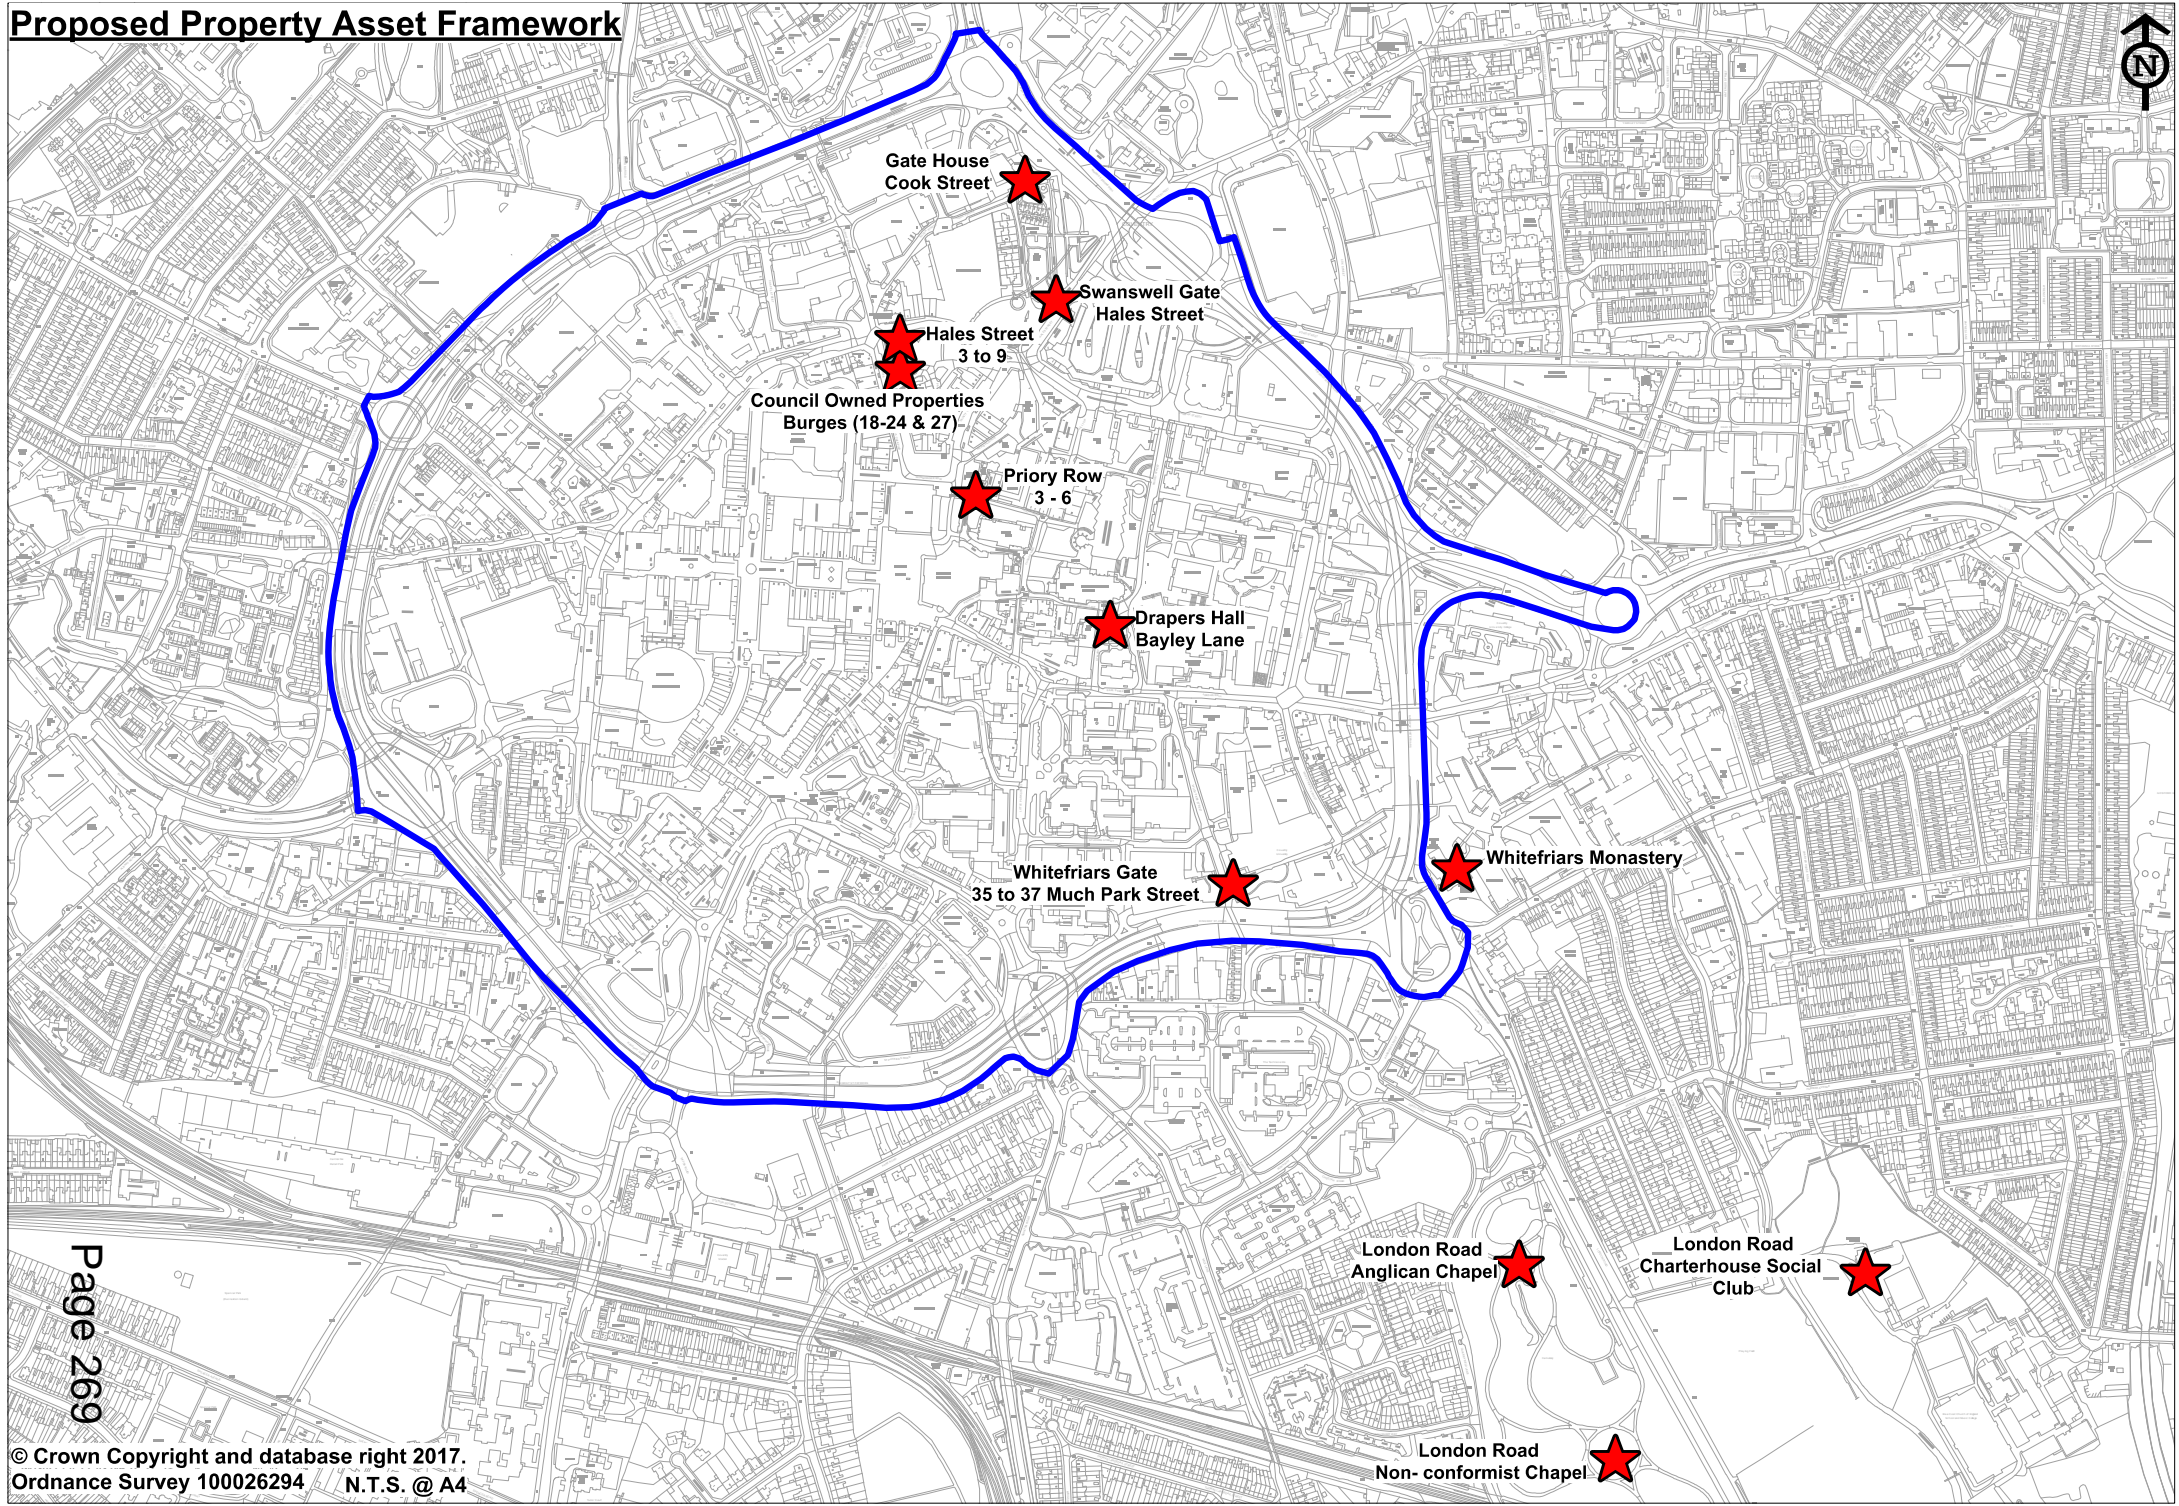 Proposed Property Asset Framework
N
Gate House
Cook Street
Swanswell Gate
Hales Street
Hales Street
3 to 9
Council Owned Properties
Burges (18-24 & 27)
Priory Row
3 - 6
Drapers Hall
Bayley Lane
Whitefriars Monastery
Whitefriars Gate
35 to 37 Much Park Street
London Road
Anglican Chapel
London Road
Charterhouse Social
Club
London Road
Non- conformist Chapel
Page 269
© Crown Copyright and database right 2017.
Ordnance Survey 100026294
N.T.S. @ A4